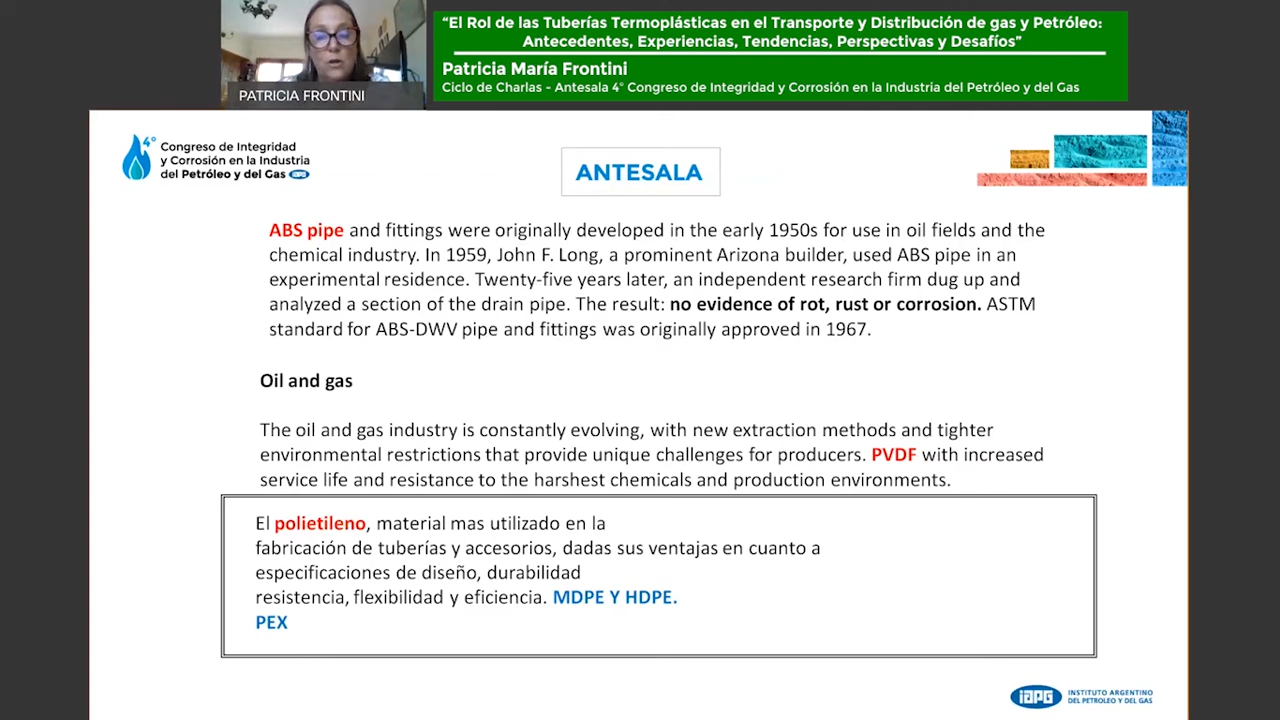 "El Rol de las Tuberías Termoplásticas en el Transporte y Distribución de gas y Petróleo:
Antecedentes, Experiencias, Tendencias, Perspectivas y Desafíos"
Patricia María Frontini
Ciclo de Charlas - Antesala 4° Congreso de Integridad y Corrosión en la Industria del Petróleo y del Gas
PATRICIA FRONTINI
4°
Congreso de Integridad
y Corrosión en la Industria
del Petróleo y del Gas iapg
ANTESALA
ABS pipe and fittings were originally developed in the early 1950s for use in oil fields and the
chemical industry. In 1959, John F. Long, a prominent Arizona builder, used ABS pipe in an
experimental residence. Twenty-five years later, an independent research firm dug up and
analyzed a section of the drain pipe. The result: no evidence of rot, rust or corrosion. ASTM
standard for ABS-DWV pipe and fittings was originally approved in 1967.
Oil and gas
The oil and gas industry is constantly evolving, with new extraction methods and tighter
environmental restrictions that provide unique challenges for producers. PVDF with increased
service life and resistance to the harshest chemicals and production environments.
El polietileno, material mas utilizado en la
fabricación de tuberías y accesorios, dadas sus ventajas en cuanto a
especificaciones de diseño, durabilidad
resistencia, flexibilidad y eficiencia. MDPE Y HDPE.
PEX
iapg INSTITUTO ARGENTINO
DEL PETROLEO Y DEL GAS